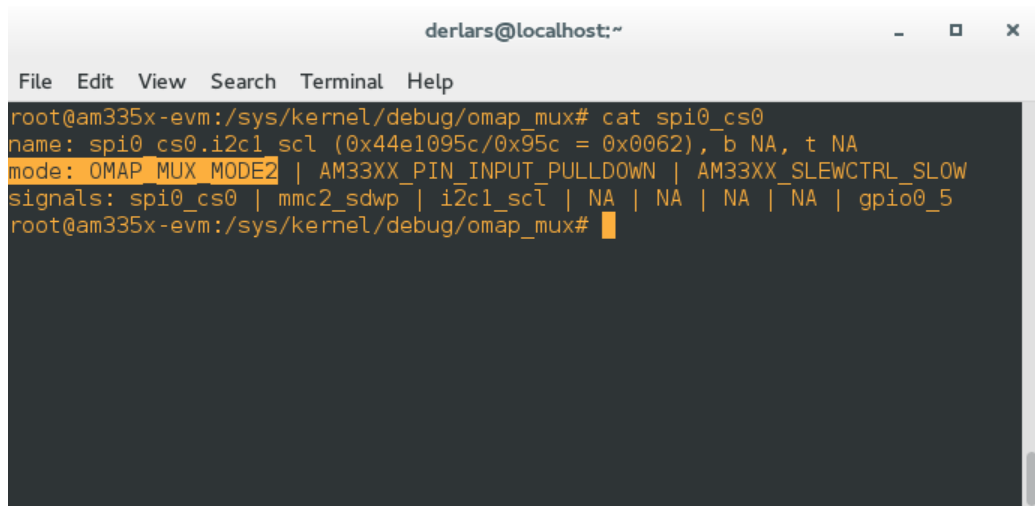 derlars@localhost:~
File Edit View Search Terminal Help
root@am335x-evm:/sys/kernel/debug/omap_mux# cat spi0_cs0
name: spi0_cs0.i2c1_scl (0x44e1095c/0x95c = 0x0062), b NA, t NA
mode: OMAP_MUX_MODE2 | AM33XX_PIN_INPUT_PULLDOWN | AM33XX_SLEWCTRL_SLOW
signals: spi0_cs0 | mmc2_sdwp | i2c1_scl | NA | NA | NA | NA | gpio0_5
root@am335x-evm:/sys/kernel/debug/omap_mux#